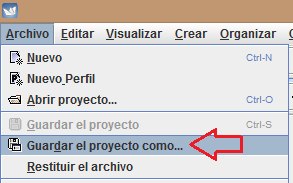 Archivo Editar Visualizar Crear Organizar
Nuevo Ctrl-N
Nuevo_Perfil
Abrir proyecto... Ctrl-O
Guardar el proyecto Ctrl-S
Guardar el proyecto como...
Restituir el archivo